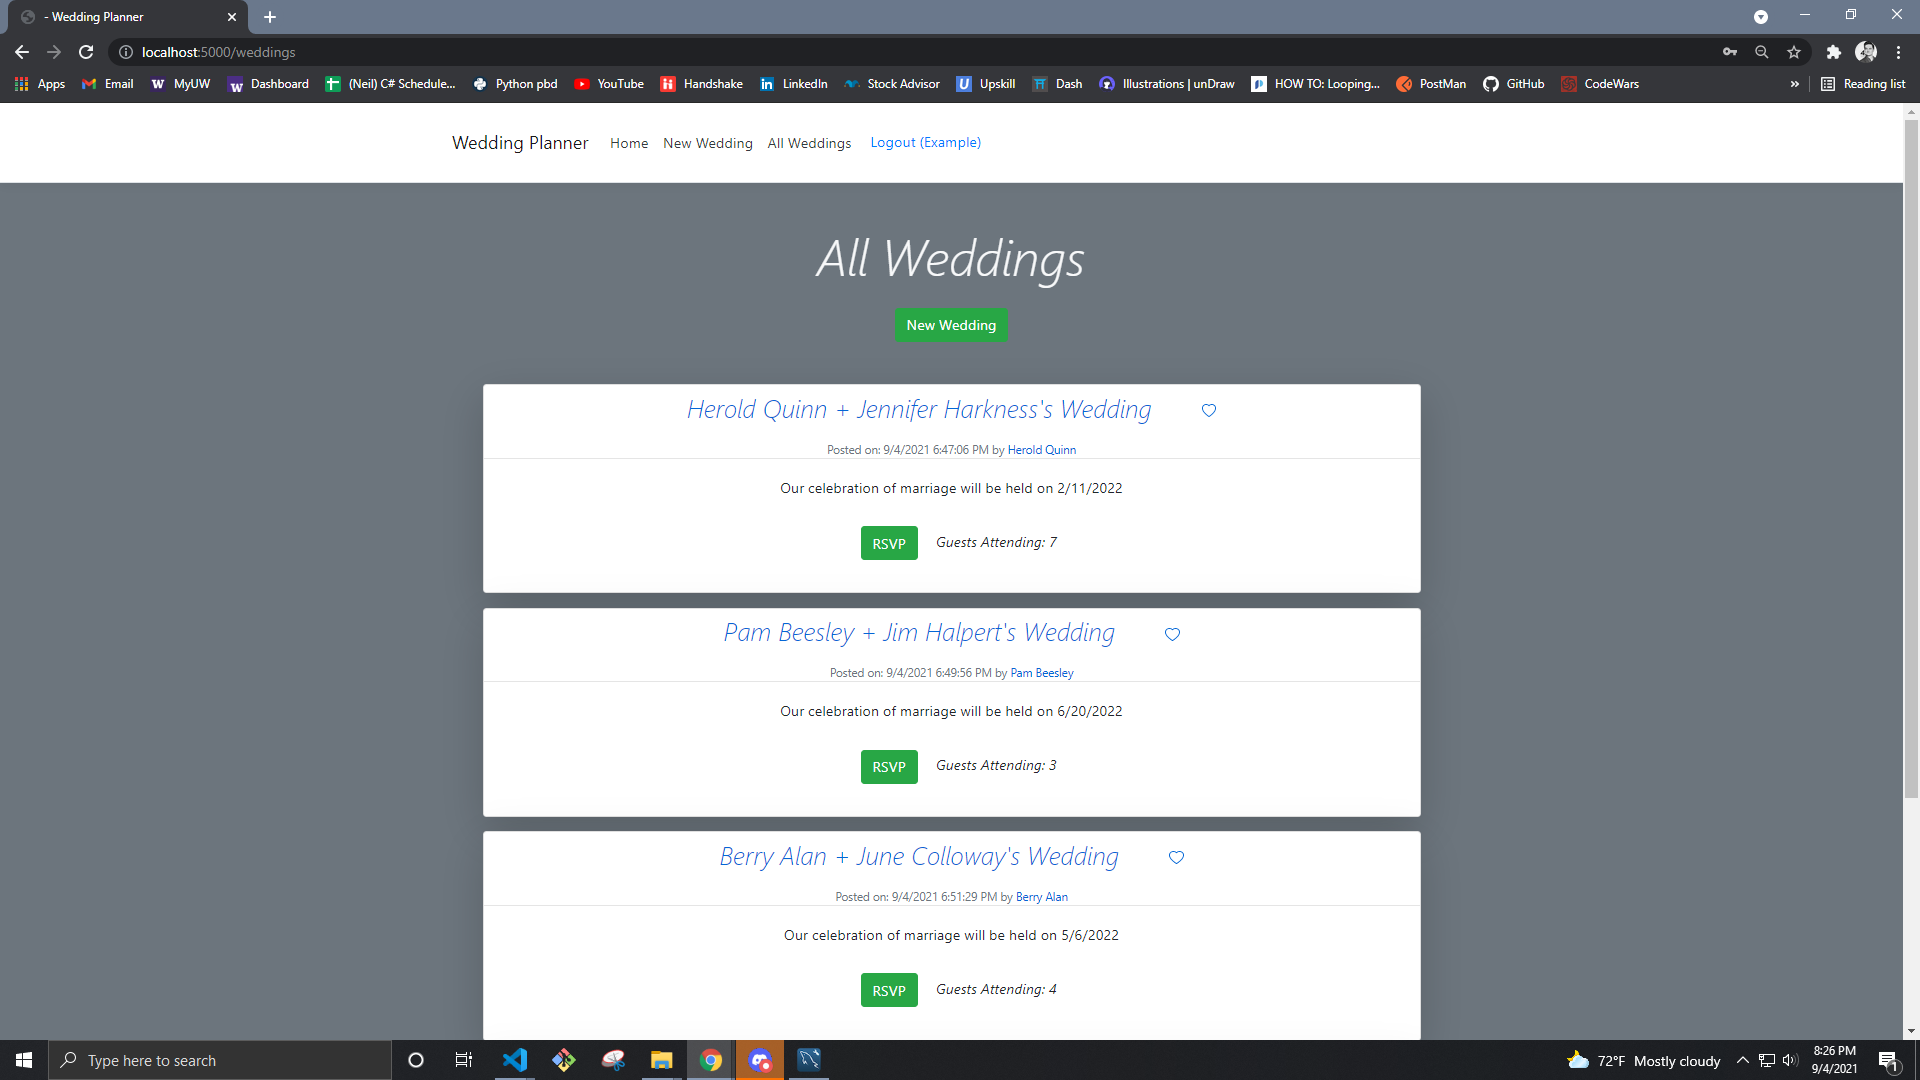 - Wedding Planner
localhost:5000/weddings
Apps Email MyUW Dashboard (Neil) C# Schedule... Python pbd YouTube Handshake LinkedIn Stock Advisor Upskill Dash Illustrations | unDraw HOW TO: Looping... PostMan GitHub CodeWars » Reading list
Wedding Planner Home New Wedding All Weddings Logout (Example)
All Weddings
New Wedding
Herold Quinn + Jennifer Harkness's Wedding
Posted on: 9/4/2021 6:47:06 PM by Herold Quinn
Our celebration of marriage will be held on 2/11/2022
RSVP Guests Attending: 7
Pam Beesley + Jim Halpert's Wedding
Posted on: 9/4/2021 6:49:56 PM by Pam Beesley
Our celebration of marriage will be held on 6/20/2022
RSVP Guests Attending: 3
Berry Alan + June Colloway's Wedding
Posted on: 9/4/2021 6:51:29 PM by Berry Alan
Our celebration of marriage will be held on 5/6/2022
RSVP Guests Attending: 4
Type here to search
72°F Mostly cloudy
8:26 PM
9/4/2021
1